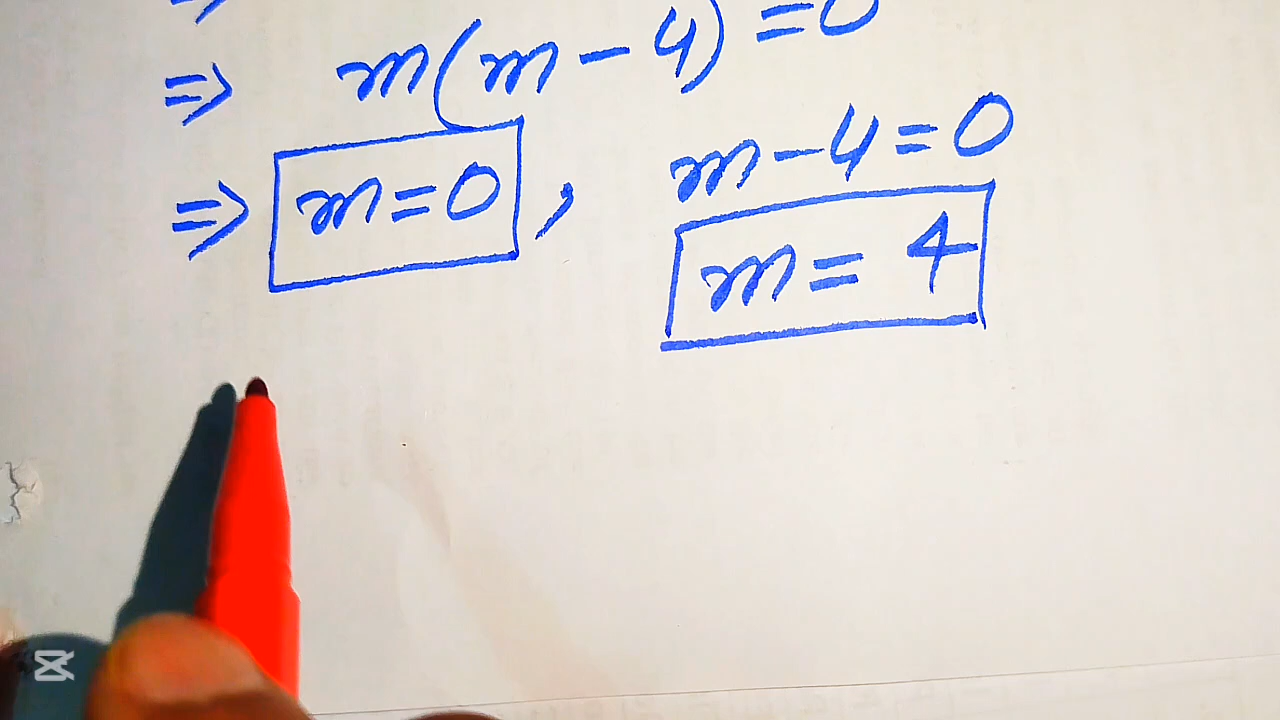 => m(m-4)=0
=> m=0, m-4=0
m=4